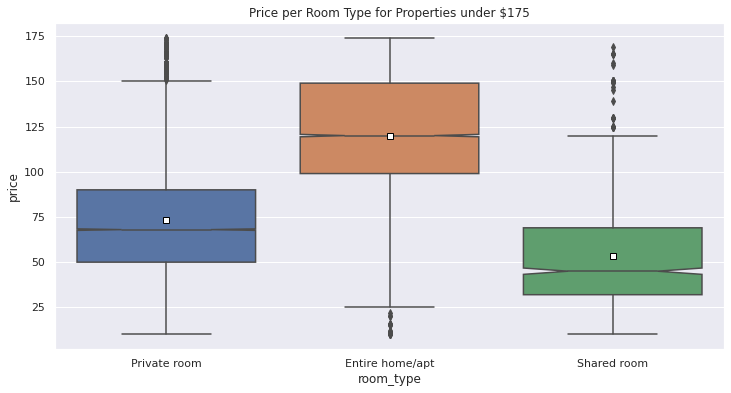 Price per Room Type for Properties under $175
175
150
125
100
75
50
25
price
Private room
Entire home/apt
Shared room
room_type